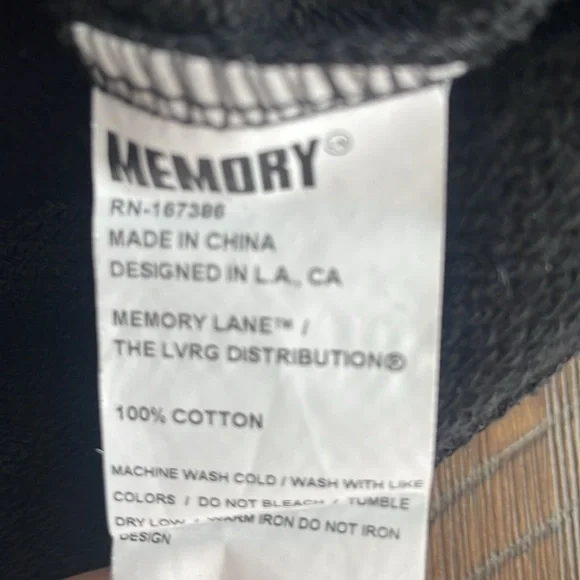 MEMORY®
RN-167386
MADE IN CHINA
DESIGNED IN L.A., CA
MEMORY LANE™ /
THE LVRG DISTRIBUTION®
100% COTTON
MACHINE WASH COLD / WASH WITH LIKE
COLORS / DO NOT BLEACH / TUMBLE
DRY LOW / WARM IRON DO NOT IRON
DESIGN